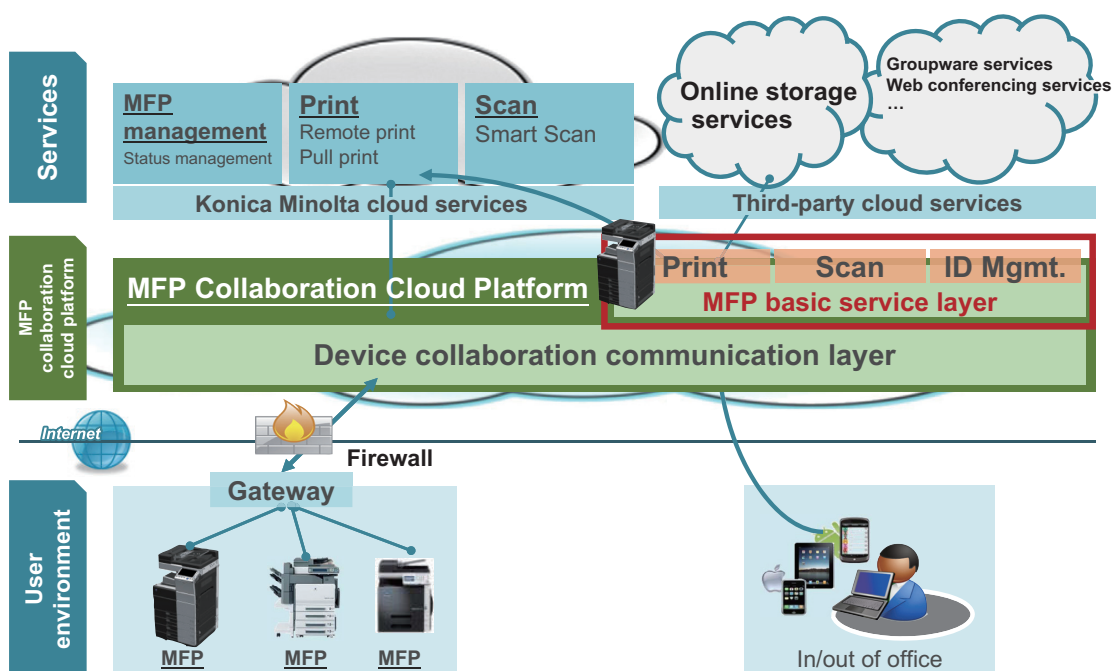 Services
MFP
management
Status management
Print
Remote print
Pull print
Scan
Smart Scan
Konica Minolta cloud services
Online storage
services
Groupware services
Web conferencing services
...
Third-party cloud services
MFP
collaboration
cloud platform
MFP Collaboration Cloud Platform
Print
Scan
ID Mgmt.
MFP basic service layer
Device collaboration communication layer
Internet
Firewall
User
environment
Gateway
MFP
MFP
MFP
In/out of office